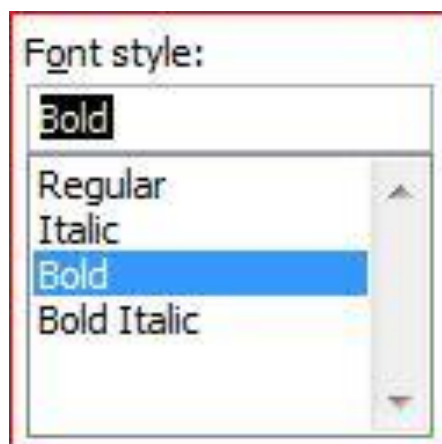 Font style:
Bold
Regular
Italic
Bold
Bold Italic